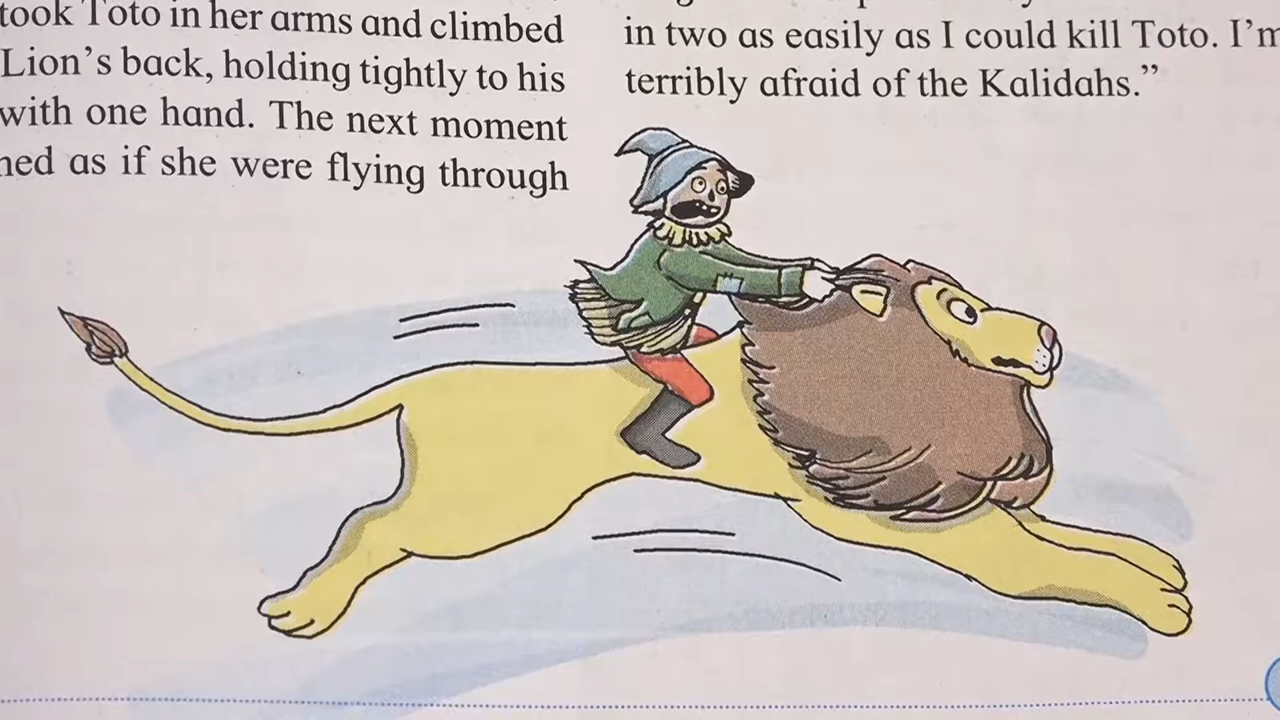 took Toto in her arms and climbed
Lion's back, holding tightly to his
with one hand. The next moment
ned as if she were flying through
in two as easily as I could kill Toto. I'm
terribly afraid of the Kalidahs.”